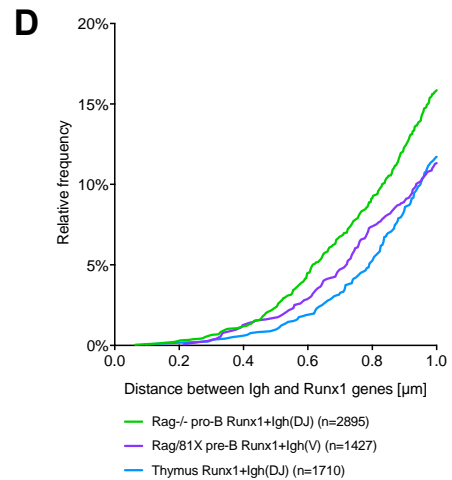 D
20%
15%
10%
5%
0%
Relative frequency
0.0 0.2 0.4 0.6 0.8 1.0
Distance between Igh and Runx1 genes [µm]
Rag-/- pro-B Runx1+Igh(DJ) (n=2895)
Rag/81X pre-B Runx1+Igh(V) (n=1427)
Thymus Runx1+Igh(DJ) (n=1710)